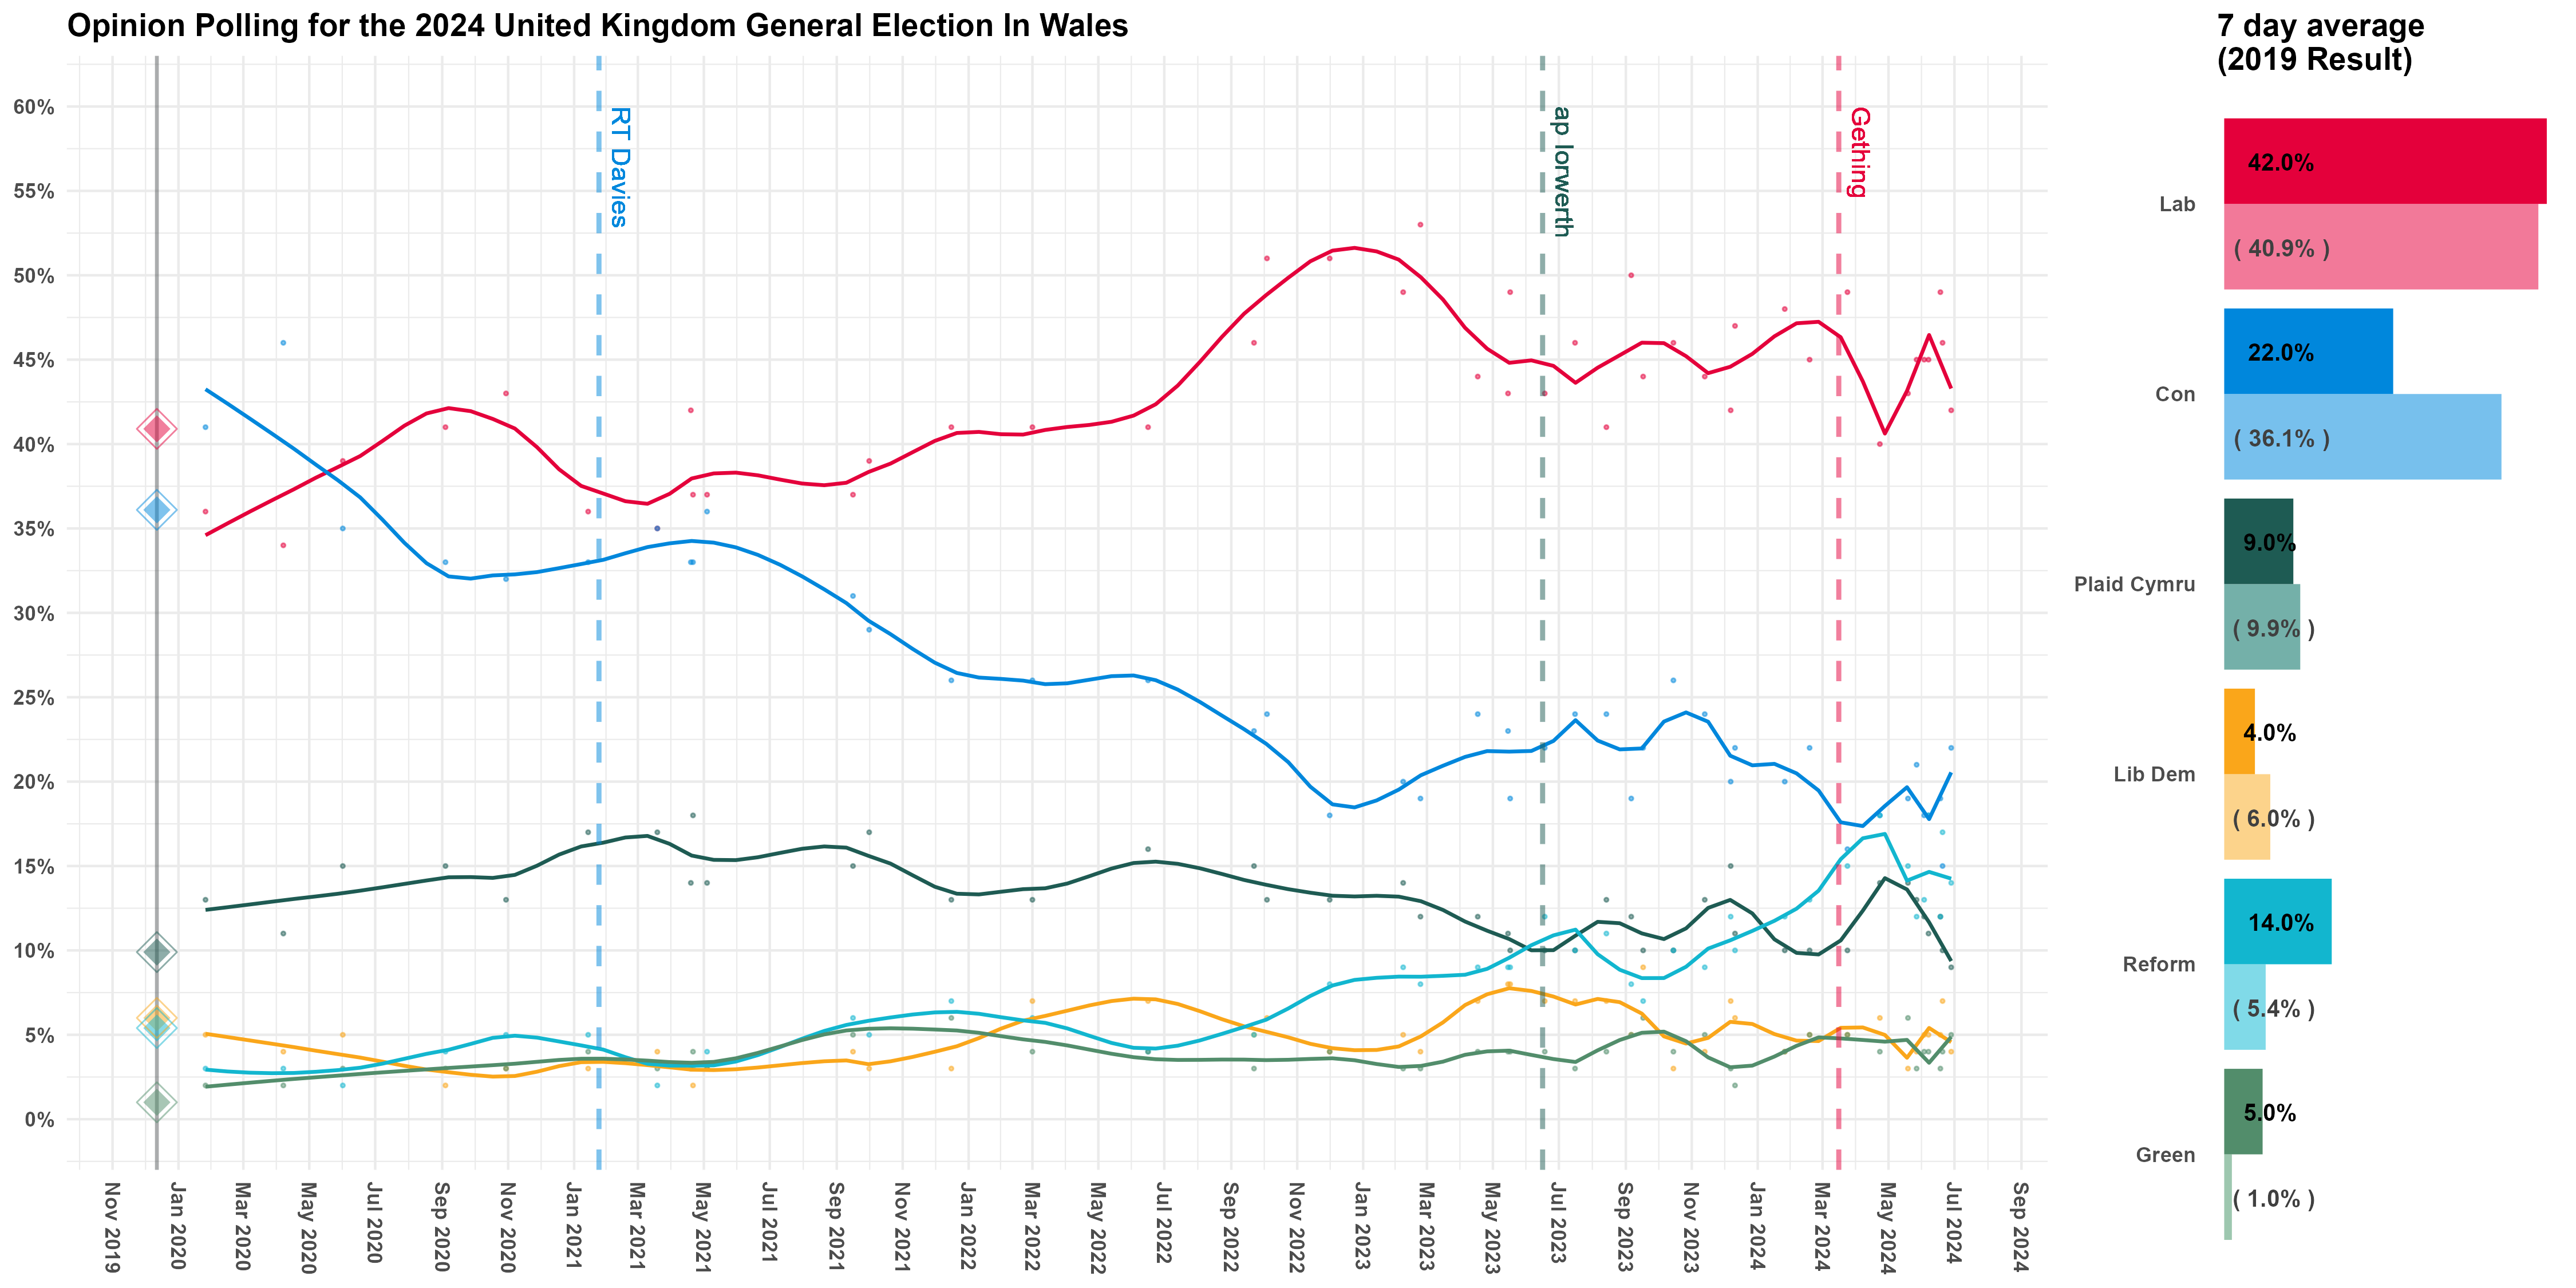 Opinion Polling for the 2024 United Kingdom General Election In Wales
7 day average
(2019 Result)
60%
55%
50%
45%
40%
35%
30%
25%
20%
15%
10%
5%
0%
RT Davies
ap Iorwerth
Gething
Nov 2019
Jan 2020
Mar 2020
May 2020
Jul 2020
Sep 2020
Nov 2020
Jan 2021
Mar 2021
May 2021
Jul 2021
Sep 2021
Nov 2021
Jan 2022
Mar 2022
May 2022
Jul 2022
Sep 2022
Nov 2022
Jan 2023
Mar 2023
May 2023
Jul 2023
Sep 2023
Nov 2023
Jan 2024
Mar 2024
May 2024
Jul 2024
Sep 2024
Lab
42.0%
( 40.9% )
Con
22.0%
( 36.1% )
Plaid Cymru
9.0%
( 9.9% )
Lib Dem
4.0%
( 6.0% )
Reform
14.0%
( 5.4% )
Green
5.0%
( 1.0% )